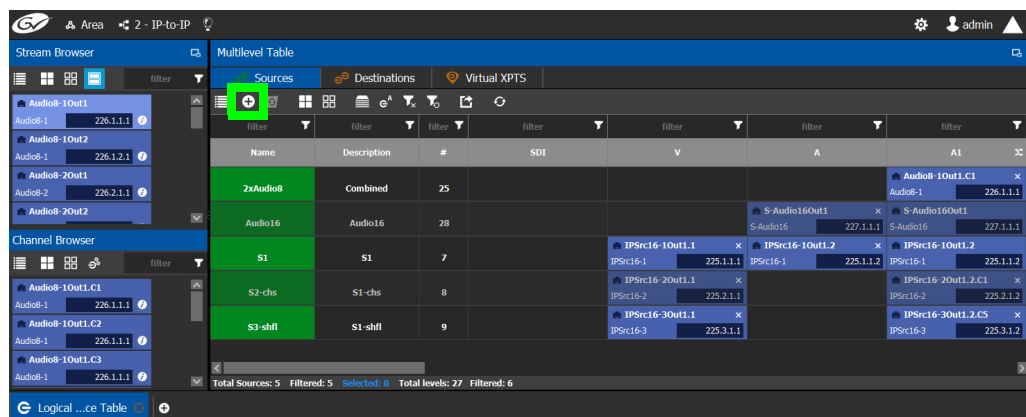 GV Area 2 - IP-to-IP admin
Stream Browser
filter
Audio8-1Out1
Audio8-1 226.1.1.1
Audio8-1Out2
Audio8-1 226.1.2.1
Audio8-2Out1
Audio8-2 226.2.1.1
Audio8-2Out2
Channel Browser
filter
Audio8-1Out1.C1
Audio8-1 226.1.1.1
Audio8-1Out1.C2
Audio8-1 226.1.1.1
Audio8-1Out1.C3
Audio8-1 226.1.1.1
Multilevel Table
Sources Destinations Virtual XPTS
filter filter filter filter filter filter filter
Name Description # SDI V A A1
2xAudio8 Combined 25 Audio8-1Out1.C1 ×
Audio8-1 226.1.1.1
Audio16 Audio16 28 S-Audio16Out1 × S-Audio16Out1
S-Audio16 227.1.1.1 S-Audio16 227.1.1.1
S1 S1 7 IPSrc16-1Out1.1 × IPSrc16-1Out1.2 × IPSrc16-1Out1.2
IPSrc16-1 225.1.1.1 IPSrc16-1 225.1.1.2 IPSrc16-1 225.1.1.2
S2-chs S1-chs 8 IPSrc16-2Out1.1 × IPSrc16-2Out1.2.C1 ×
IPSrc16-2 225.2.1.1 IPSrc16-2 225.2.1.2
S3-shfl S1-shfl 9 IPSrc16-3Out1.1 × IPSrc16-3Out1.2.C5 ×
IPSrc16-3 225.3.1.1 IPSrc16-3 225.3.1.2
Total Sources: 5 Filtered: 5 Selected: 0 Total levels: 27 Filtered: 6
Logical ...ce Table